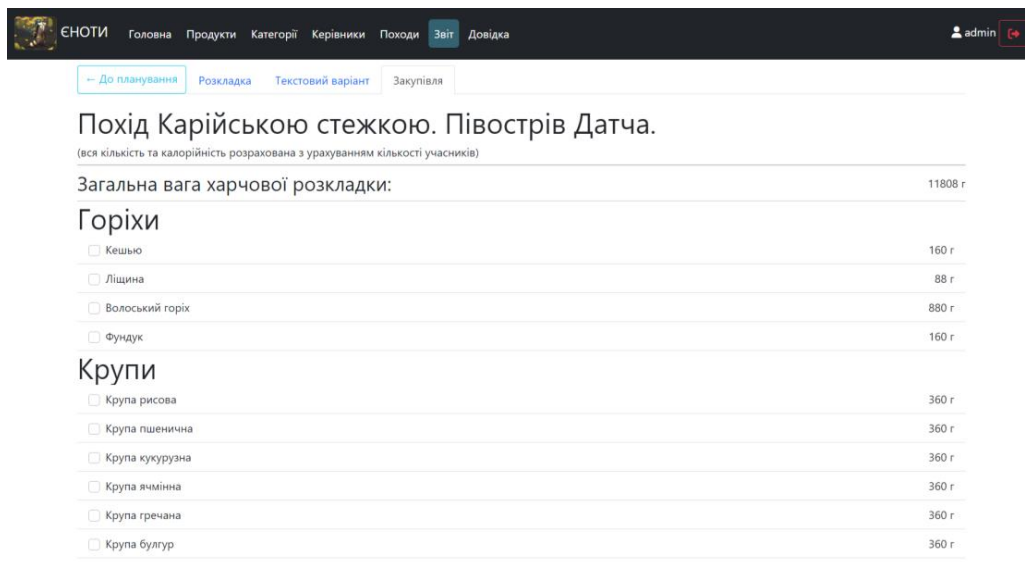 ЄНОТИ Головна Продукти Категорії Керівники Походи Звіт Довідка admin
← До планування Розкладка Текстовий варіант Закупівля
Похід Карійською стежкою. Півострів Датча.
(вся кількість та калорійність розрахована з урахуванням кількості учасників)
Загальна вага харчової розкладки: 11808 г
Горіхи
Кешью 160 г
Ліщина 88 г
Волоський горіх 880 г
Фундук 160 г
Крупи
Крупа рисова 360 г
Крупа пшенична 360 г
Крупа кукурузна 360 г
Крупа ячмінна 360 г
Крупа гречана 360 г
Крупа булгур 360 г